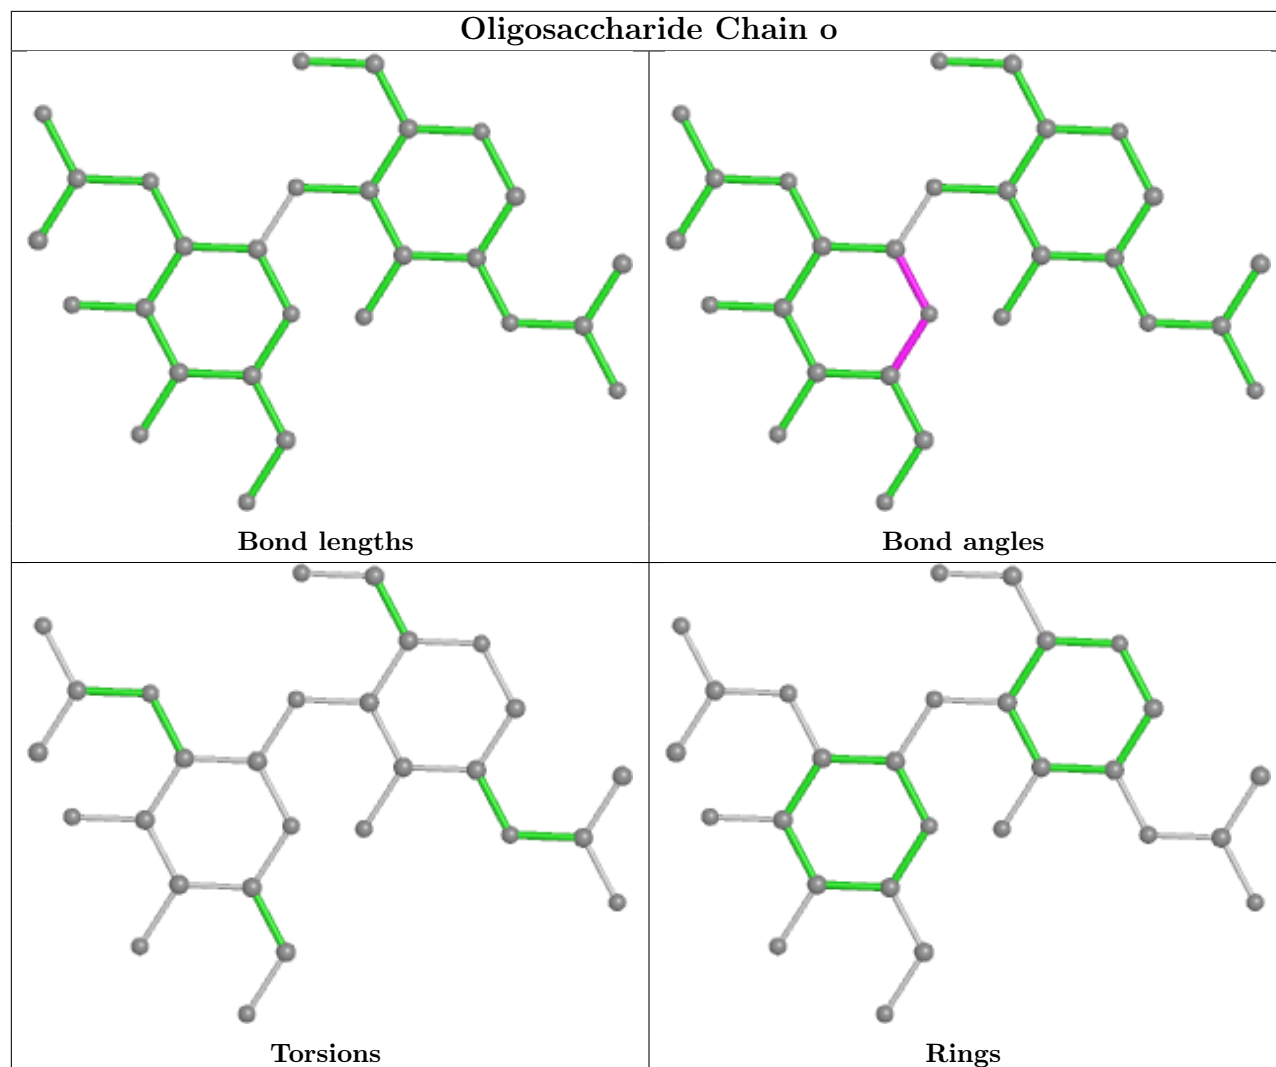 Oligosaccharide Chain o
Bond lengths
Bond angles
Torsions
Rings